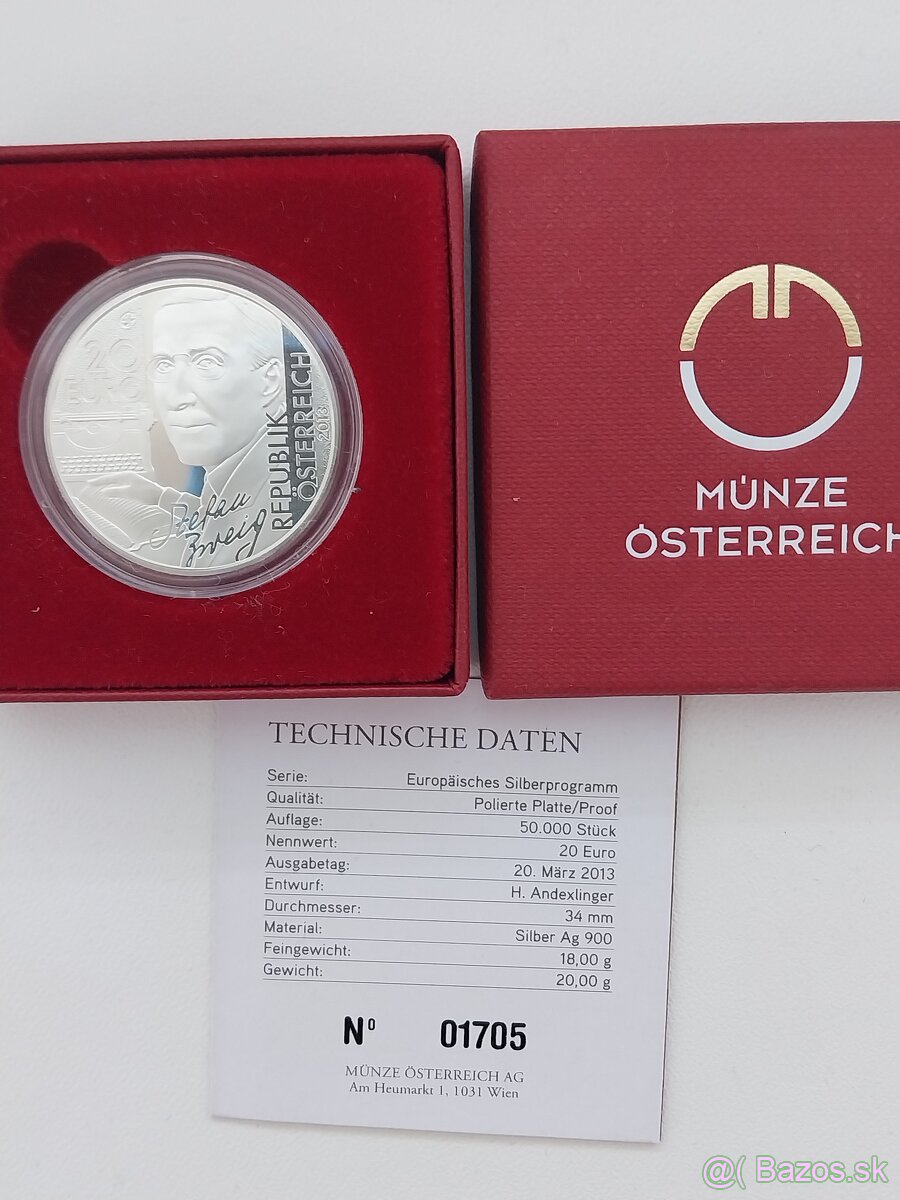 20
EURO
REPUBLIK
ÖSTERREICH
2013
Stefan
Zweig
MÜNZE
ÖSTERREICH
TECHNISCHE DATEN
Serie: Europäisches Silberprogramm
Qualität: Polierte Platte/Proof
Auflage: 50.000 Stück
Nennwert: 20 Euro
Ausgabetag: 20. März 2013
Entwurf: H. Andexlinger
Durchmesser: 34 mm
Material: Silber Ag 900
Feingewicht: 18,00 g
Gewicht: 20,00 g
Nº 01705
MÜNZE ÖSTERREICH AG
Am Heumarkt 1, 1031 Wien
@( Bazos.sk